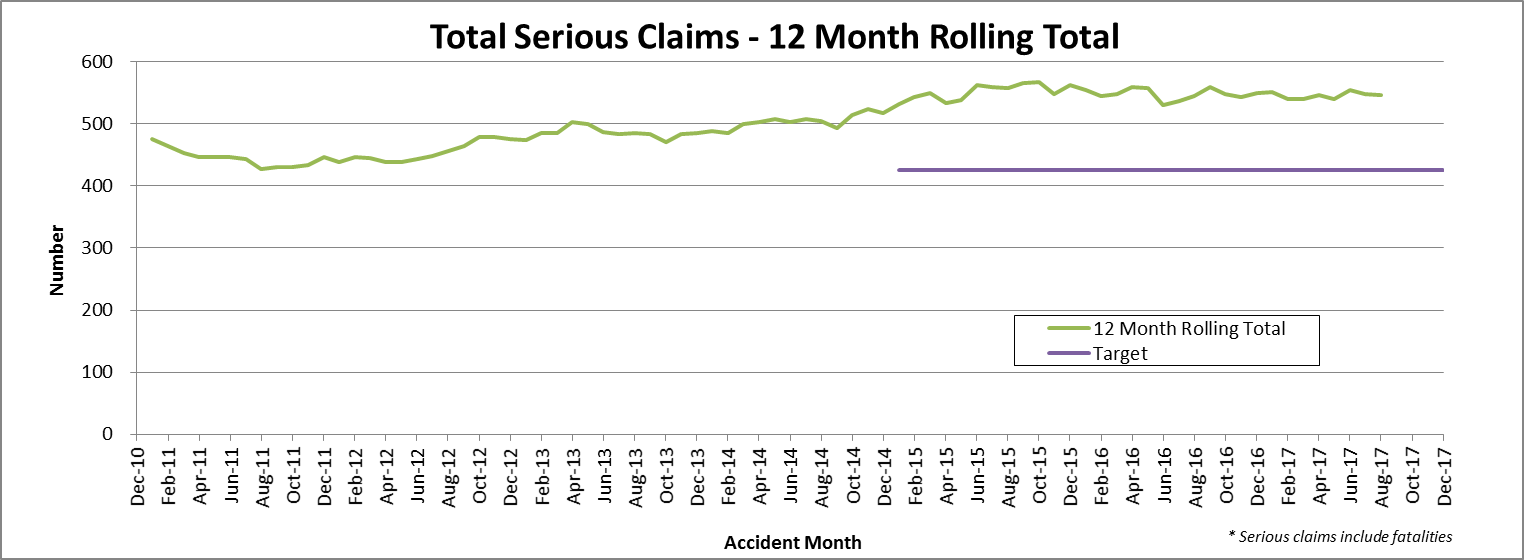 Total Serious Claims - 12 Month Rolling Total
600
500
400
300
200
100
0
Number
12 Month Rolling Total
Target
Dec-10
Feb-11
Apr-11
Jun-11
Aug-11
Oct-11
Dec-11
Feb-12
Apr-12
Jun-12
Aug-12
Oct-12
Dec-12
Feb-13
Apr-13
Jun-13
Aug-13
Oct-13
Dec-13
Feb-14
Apr-14
Jun-14
Aug-14
Oct-14
Dec-14
Feb-15
Apr-15
Jun-15
Aug-15
Oct-15
Dec-15
Feb-16
Apr-16
Jun-16
Aug-16
Oct-16
Dec-16
Feb-17
Apr-17
Jun-17
Aug-17
Oct-17
Dec-17
Accident Month
* Serious claims include fatalities